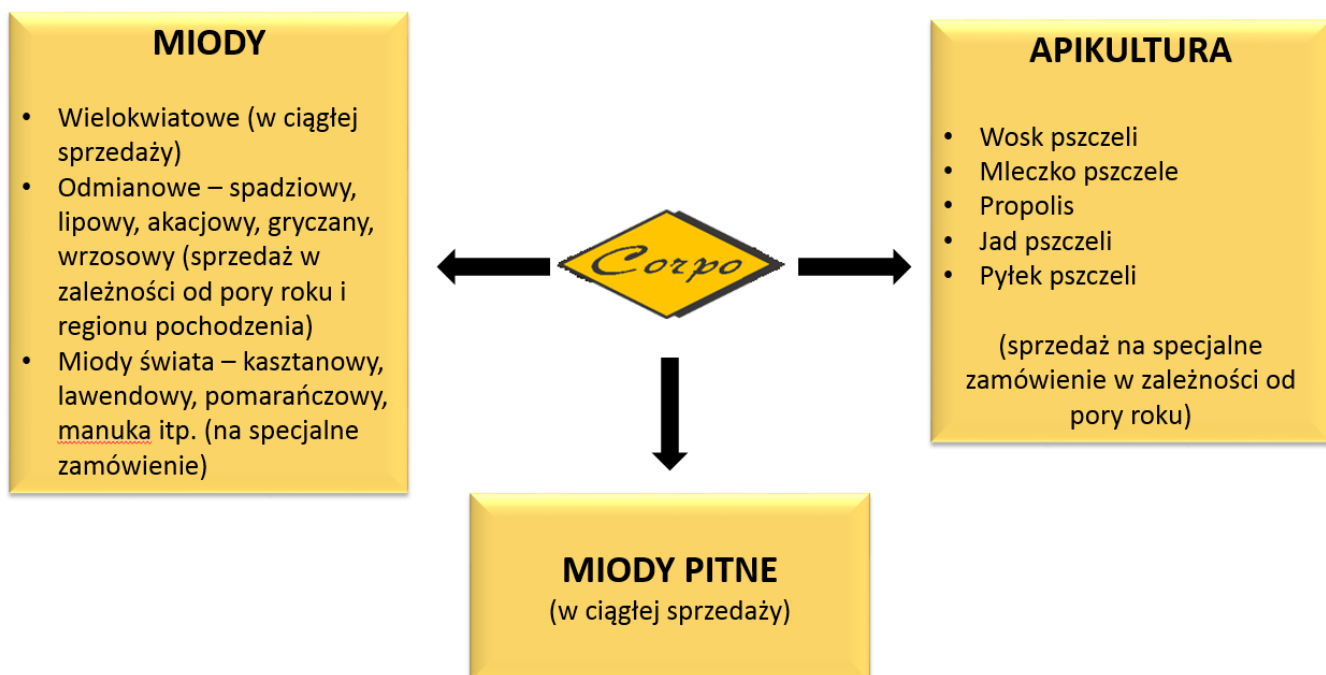 MIODY
• Wielokwiatowe (w ciągłej
sprzedaży)
• Odmianowe – spadziowy,
lipowy, akacjowy, gryczany,
wrzosowy (sprzedaż w
zależności od pory roku i
regionu pochodzenia)
• Miody świata – kasztanowy,
lawendowy, pomarańczowy,
manuka itp. (na specjalne
zamówienie)
Corpo
APIKULTURA
• Wosk pszczeli
• Mleczko pszczele
• Propolis
• Jad pszczeli
• Pyłek pszczeli
(sprzedaż na specjalne
zamówienie w zależności od
pory roku)
MIODY PITNE
(w ciągłej sprzedaży)